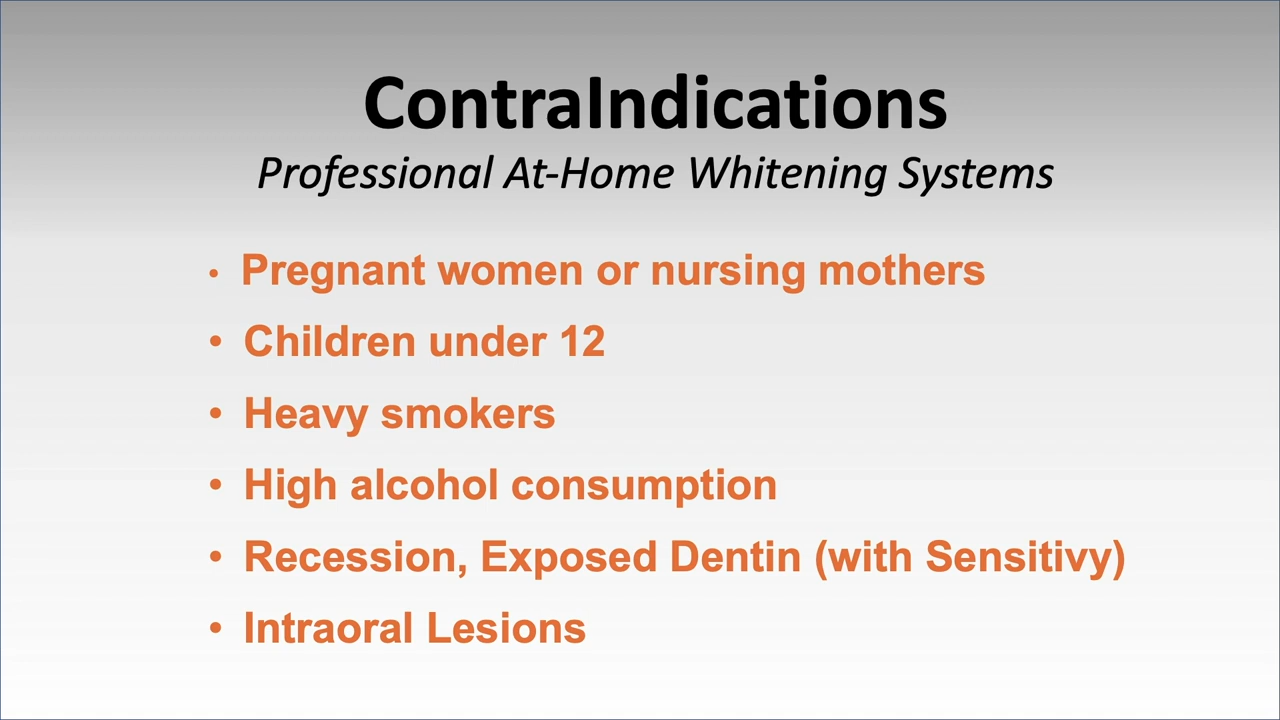 ContraIndications
Professional At-Home Whitening Systems
• Pregnant women or nursing mothers
• Children under 12
• Heavy smokers
• High alcohol consumption
• Recession, Exposed Dentin (with Sensitivy)
• Intraoral Lesions